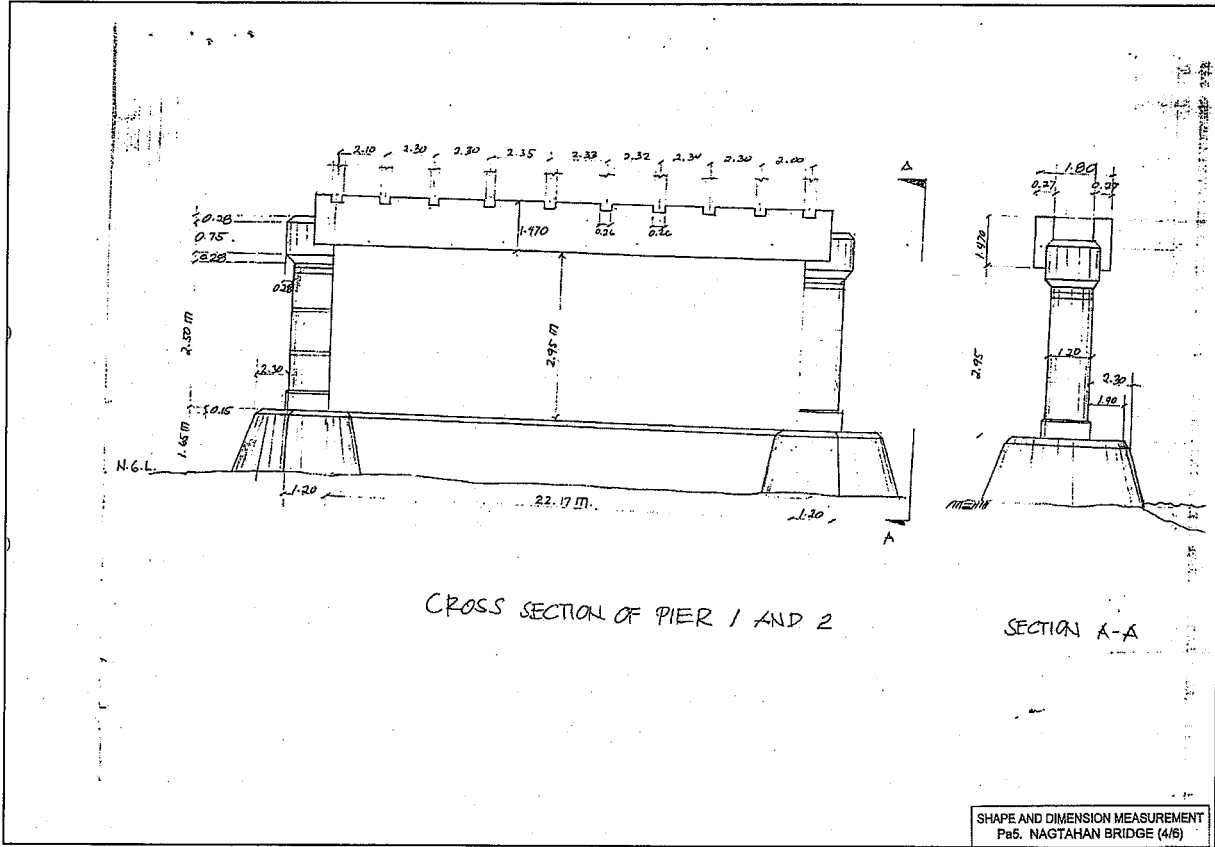 2.10 2.30 2.30 2.35 2.33 2.32 2.30 2.30 2.00
A
1.80
0.27 0.27
0.28
0.75
0.28
1.470
0.26 0.26
1.470
0.28
2.50 m
2.95 m
2.95
1.20
2.30
2.30
1.90
0.15
1.65 m
N.G.L.
1.20
22.17 m.
1.20
A
CROSS SECTION OF PIER 1 AND 2
SECTION A-A
SHAPE AND DIMENSION MEASUREMENT
Pa5. NAGTAHAN BRIDGE (4/6)